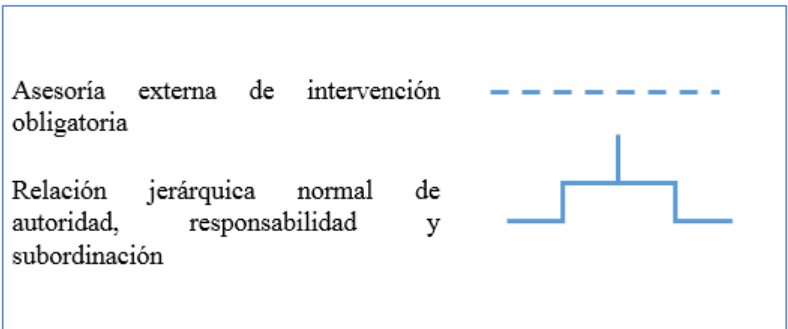 Asesoría externa de intervención
obligatoria
Relación jerárquica normal de
autoridad, responsabilidad y
subordinación